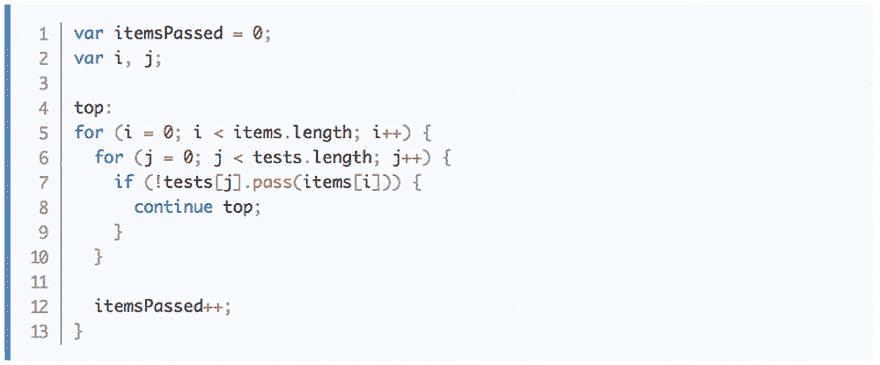 1 var itemsPassed = 0;
2 var i, j;
3
4 top:
5 for (i = 0; i < items.length; i++) {
6   for (j = 0; j < tests.length; j++) {
7     if (!tests[j].pass(items[i])) {
8       continue top;
9     }
10   }
11
12   itemsPassed++;
13 }